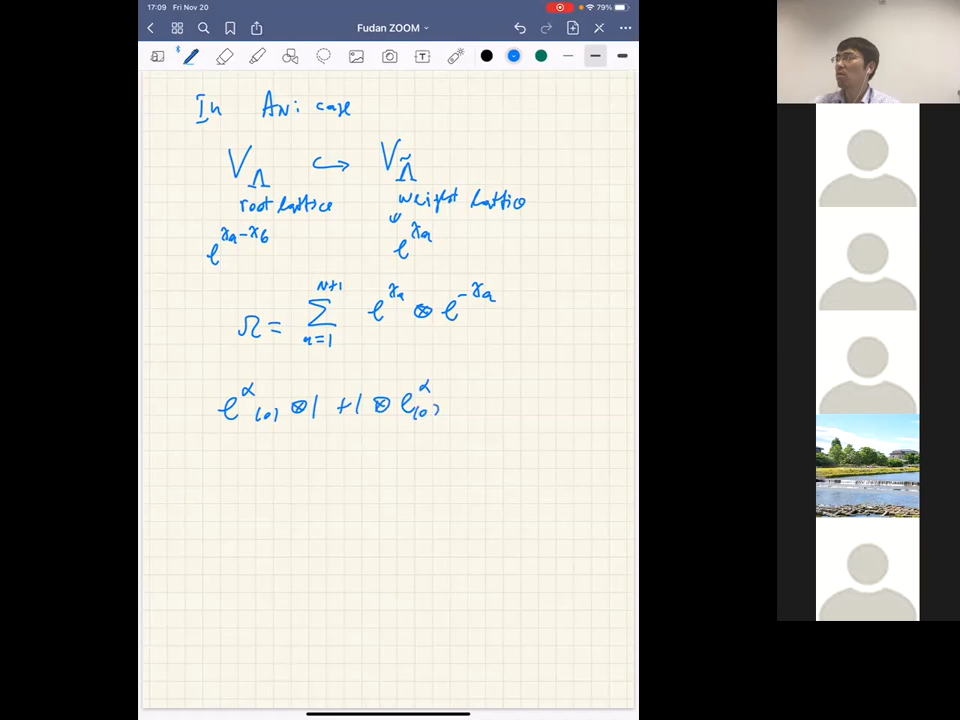 17:09 Fri Nov 20
79%
Fudan ZOOM
In A_N: case
V_Λ ↪ V_Λ̃
root lattice weight lattice
e^{x_a - x_b} e^{x_a}
Ω = Σ_{a=1}^{N+1} e^{x_a} ⊗ e^{-x_a}
e^α_{(0)} ⊗ 1 + 1 ⊗ e^α_{(0)}